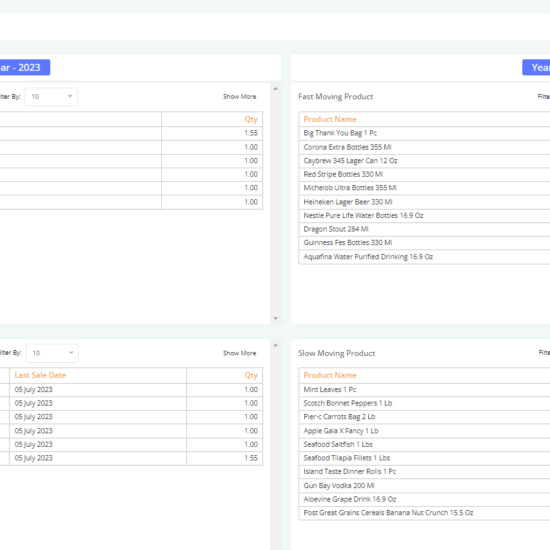 ar - 2023
Year
lter By: 10 Show More
Qty
1.55
1.00
1.00
1.00
1.00
1.00
Fast Moving Product Filte
Product Name
Big Thank You Bag 1 Pc
Corona Extra Bottles 355 Ml
Caybrew 345 Lager Can 12 Oz
Red Stripe Bottles 330 Ml
Michelob Ultra Bottles 355 Ml
Heineken Lager Beer 330 Ml
Nestle Pure Life Water Bottles 16.9 Oz
Dragon Stout 284 Ml
Guinness Fes Bottles 330 Ml
Aquafina Water Purified Drinking 16.9 Oz
lter By: 10 Show More
Last Sale Date Qty
05 July 2023 1.00
05 July 2023 1.00
05 July 2023 1.00
05 July 2023 1.00
05 July 2023 1.00
05 July 2023 1.55
Slow Moving Product Filte
Product Name
Mint Leaves 1 Pc
Scotch Bonnet Peppers 1 Lb
Pier-c Carrots Bag 2 Lb
Apple Gala X Fancy 1 Lb
Seafood Saltfish 1 Lbs
Seafood Tilapia Fillets 1 Lbs
Island Taste Dinner Rolls 1 Pc
Gun Bay Vodka 200 Ml
Aloevine Grape Drink 16.9 Oz
Post Great Grains Cereals Banana Nut Crunch 15.5 Oz